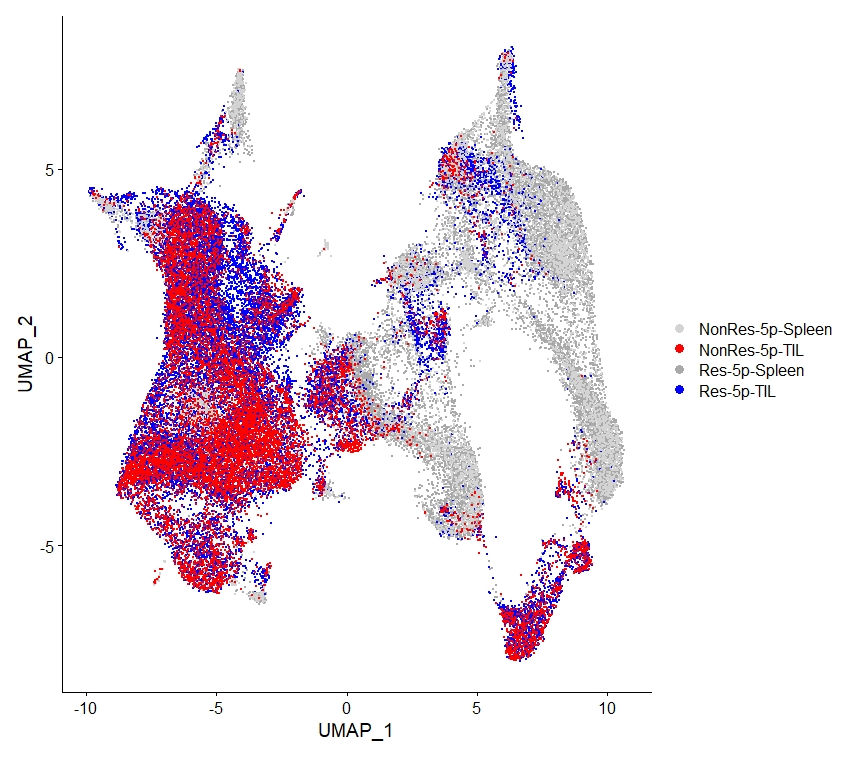 UMAP_2
5
0
-5
-10
-5
0
5
10
UMAP_1
NonRes-5p-Spleen
NonRes-5p-TIL
Res-5p-Spleen
Res-5p-TIL